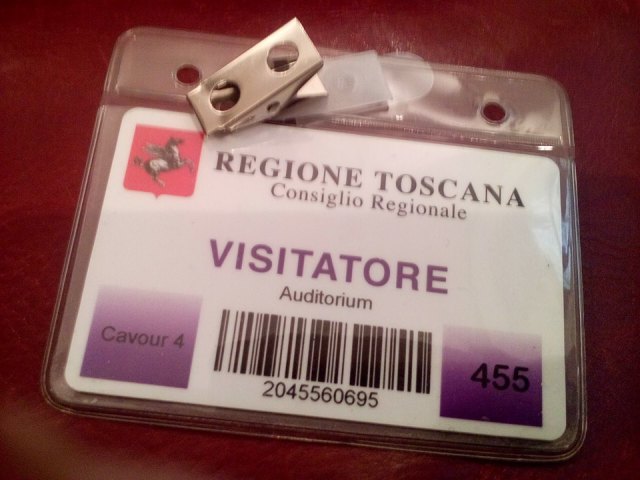 REGIONE TOSCANA
Consiglio Regionale
VISITATORE
Auditorium
Cavour 4
2045560695
455